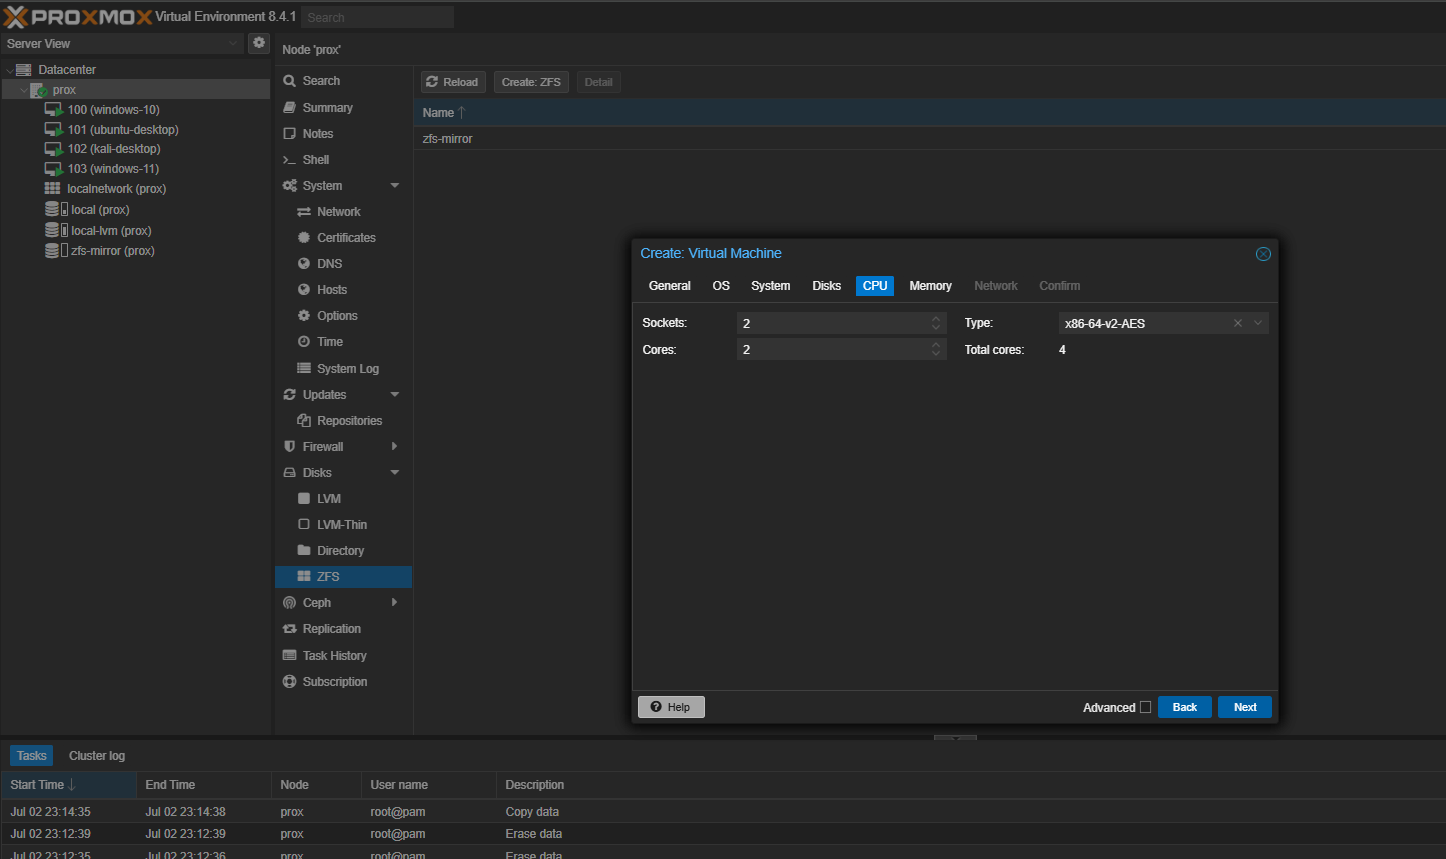 PROXMOX Virtual Environment 8.4.1 Search
Server View
Datacenter
prox
100 (windows-10)
101 (ubuntu-desktop)
102 (kali-desktop)
103 (windows-11)
localnetwork (prox)
local (prox)
local-lvm (prox)
zfs-mirror (prox)
Node 'prox'
Search
Summary
Notes
Shell
System
Network
Certificates
DNS
Hosts
Options
Time
System Log
Updates
Repositories
Firewall
Disks
LVM
LVM-Thin
Directory
ZFS
Ceph
Replication
Task History
Subscription
Reload Create: ZFS Detail
Name
zfs-mirror
Create: Virtual Machine
General OS System Disks CPU Memory Network Confirm
Sockets: 2 Type: x86-64-v2-AES
Cores: 2 Total cores: 4
Help Advanced Back Next
Tasks Cluster log
Start Time End Time Node User name Description
Jul 02 23:14:35 Jul 02 23:14:38 prox root@pam Copy data
Jul 02 23:12:39 Jul 02 23:12:39 prox root@pam Erase data
Jul 02 23:12:35 Jul 02 23:12:36 prox root@pam Erase data